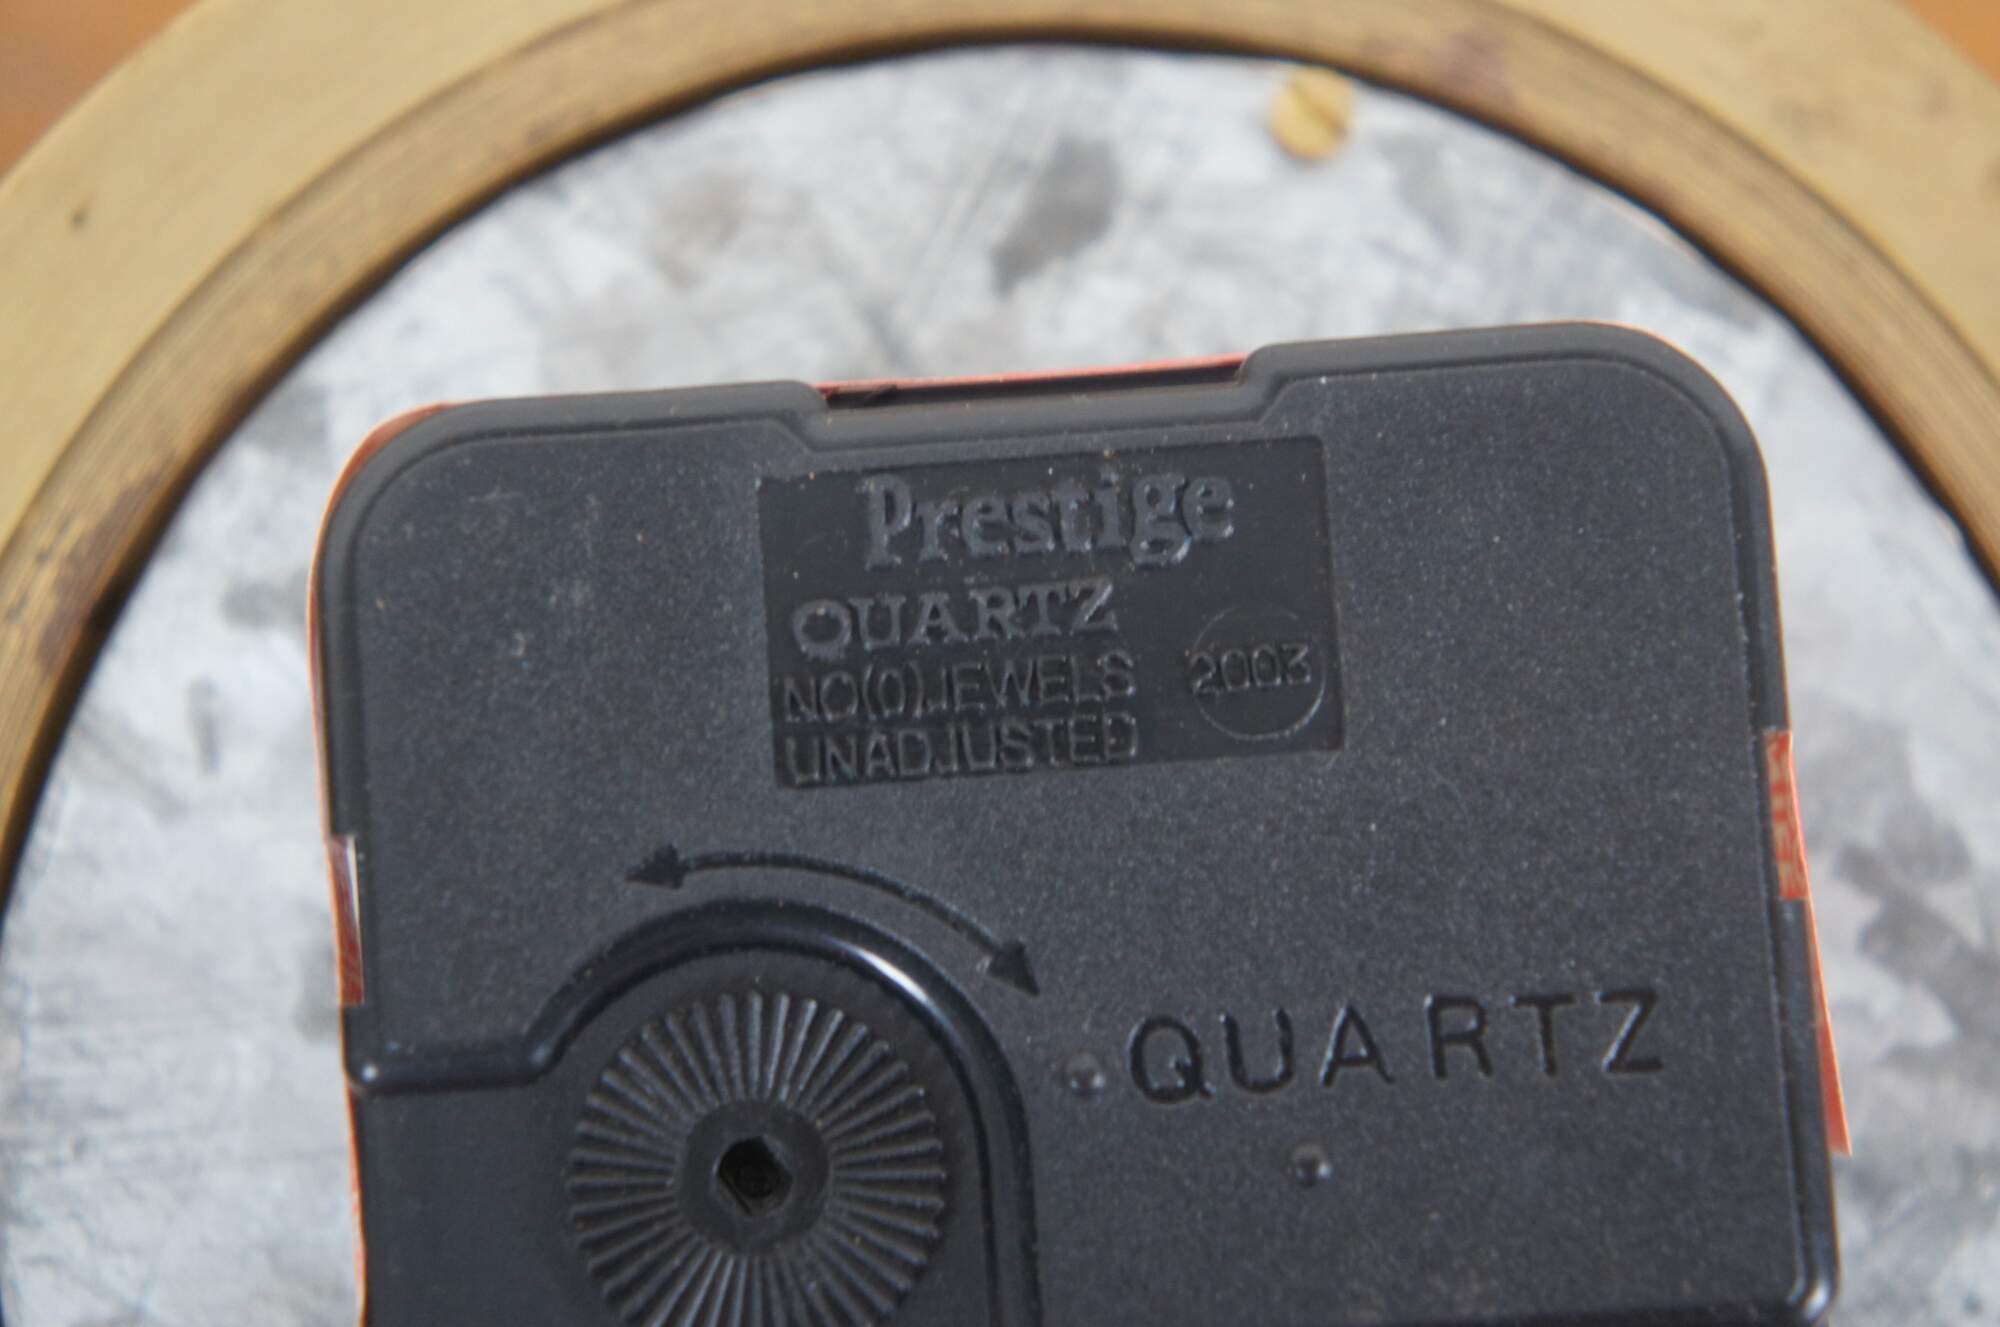 Prestige
QUARTZ
NO(0)JEWELS 2003
UNADJUSTED
QUARTZ